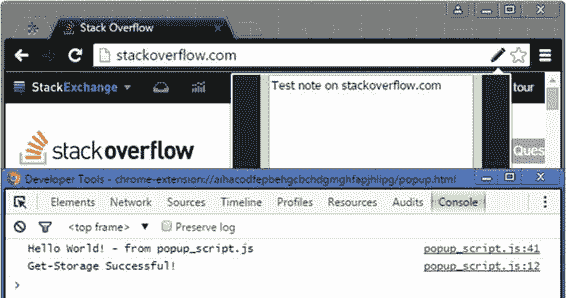 Stack Overflow
stackoverflow.com
StackExchange
tour
Test note on stackoverflow.com
stackoverflow
Ques
Developer Tools - chrome-extension://aihacodfepbehgcbchdgmghfapjhlipg/popup.html
Elements Network Sources Timeline Profiles Resources Audits Console
<top frame> Preserve log
Hello World! - from popup_script.js popup_script.js:41
Get-Storage Successful! popup_script.js:12